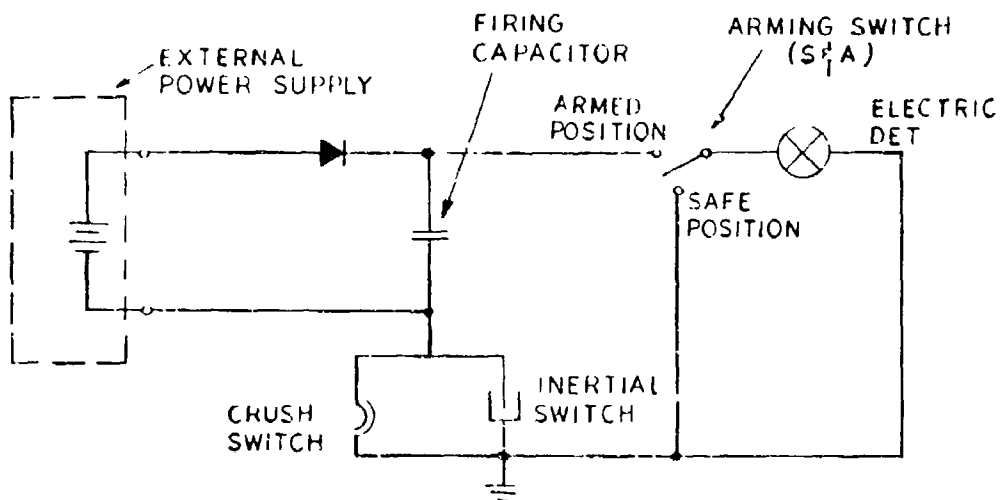 FIRING
CAPACITOR
ARMING SWITCH
(S&A)
EXTERNAL
POWER SUPPLY
ARMED
POSITION
ELECTRIC
DET
SAFE
POSITION
INERTIAL
SWITCH
CRUSH
SWITCH